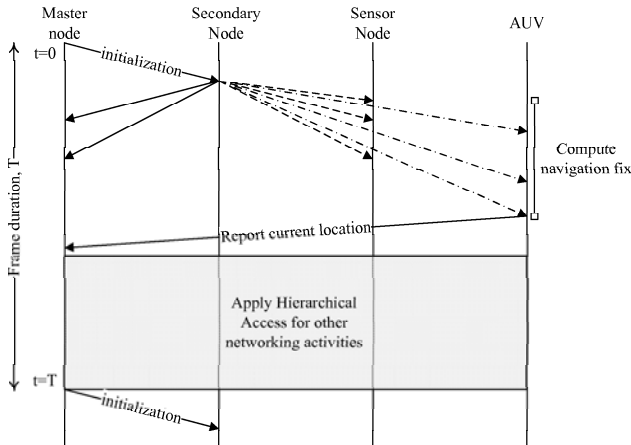 Master
node
Secondary
Node
Sensor
Node
AUV
t=0
initialization
Compute
navigation fix
Frame duration, T
Report current location
Apply Hierarchical
Access for other
networking activities
t=T
initialization